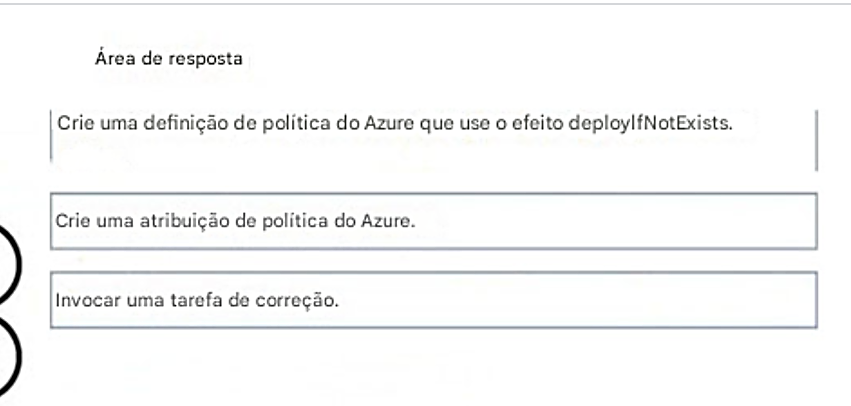 Área de resposta
Crie uma definição de política do Azure que use o efeito deployIfNotExists.
Crie uma atribuição de política do Azure.
Invocar uma tarefa de correção.